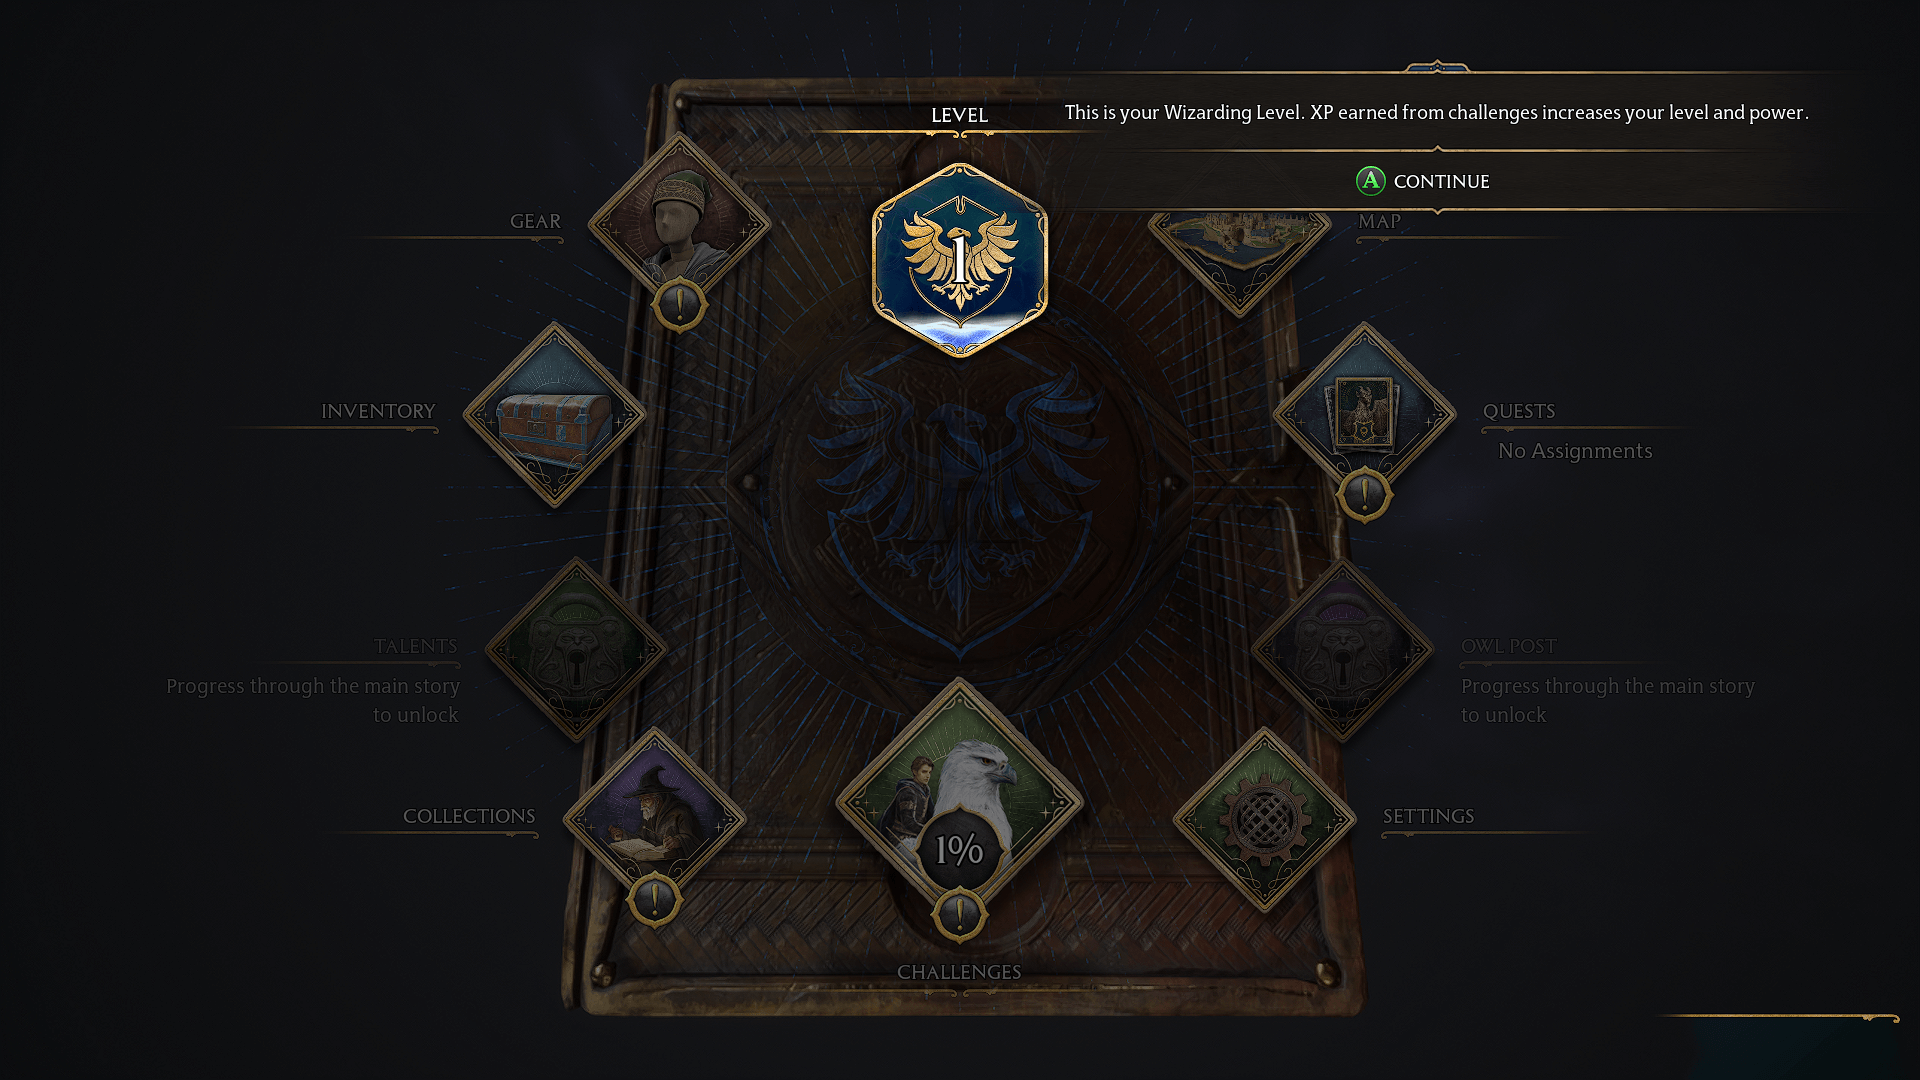 LEVEL
This is your Wizarding Level. XP earned from challenges increases your level and power.
A CONTINUE
GEAR
MAP
1
INVENTORY
QUESTS
No Assignments
TALENTS
Progress through the main story
to unlock
OWL POST
Progress through the main story
to unlock
COLLECTIONS
1%
SETTINGS
CHALLENGES